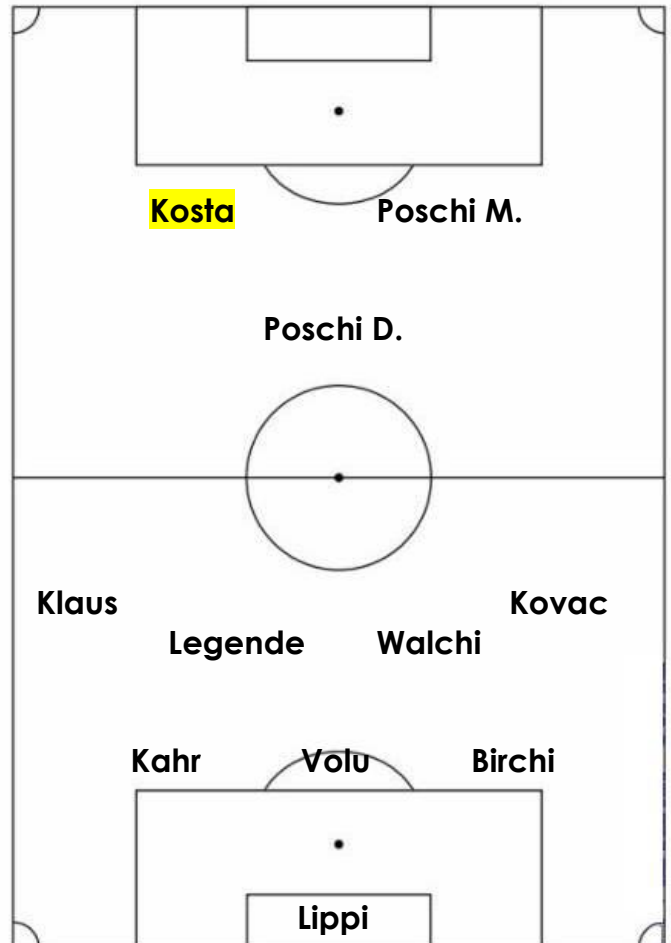 Kosta Poschi M.
Poschi D.
Klaus Kovac
Legende Walchi
Kahr Volu Birchi
Lippi